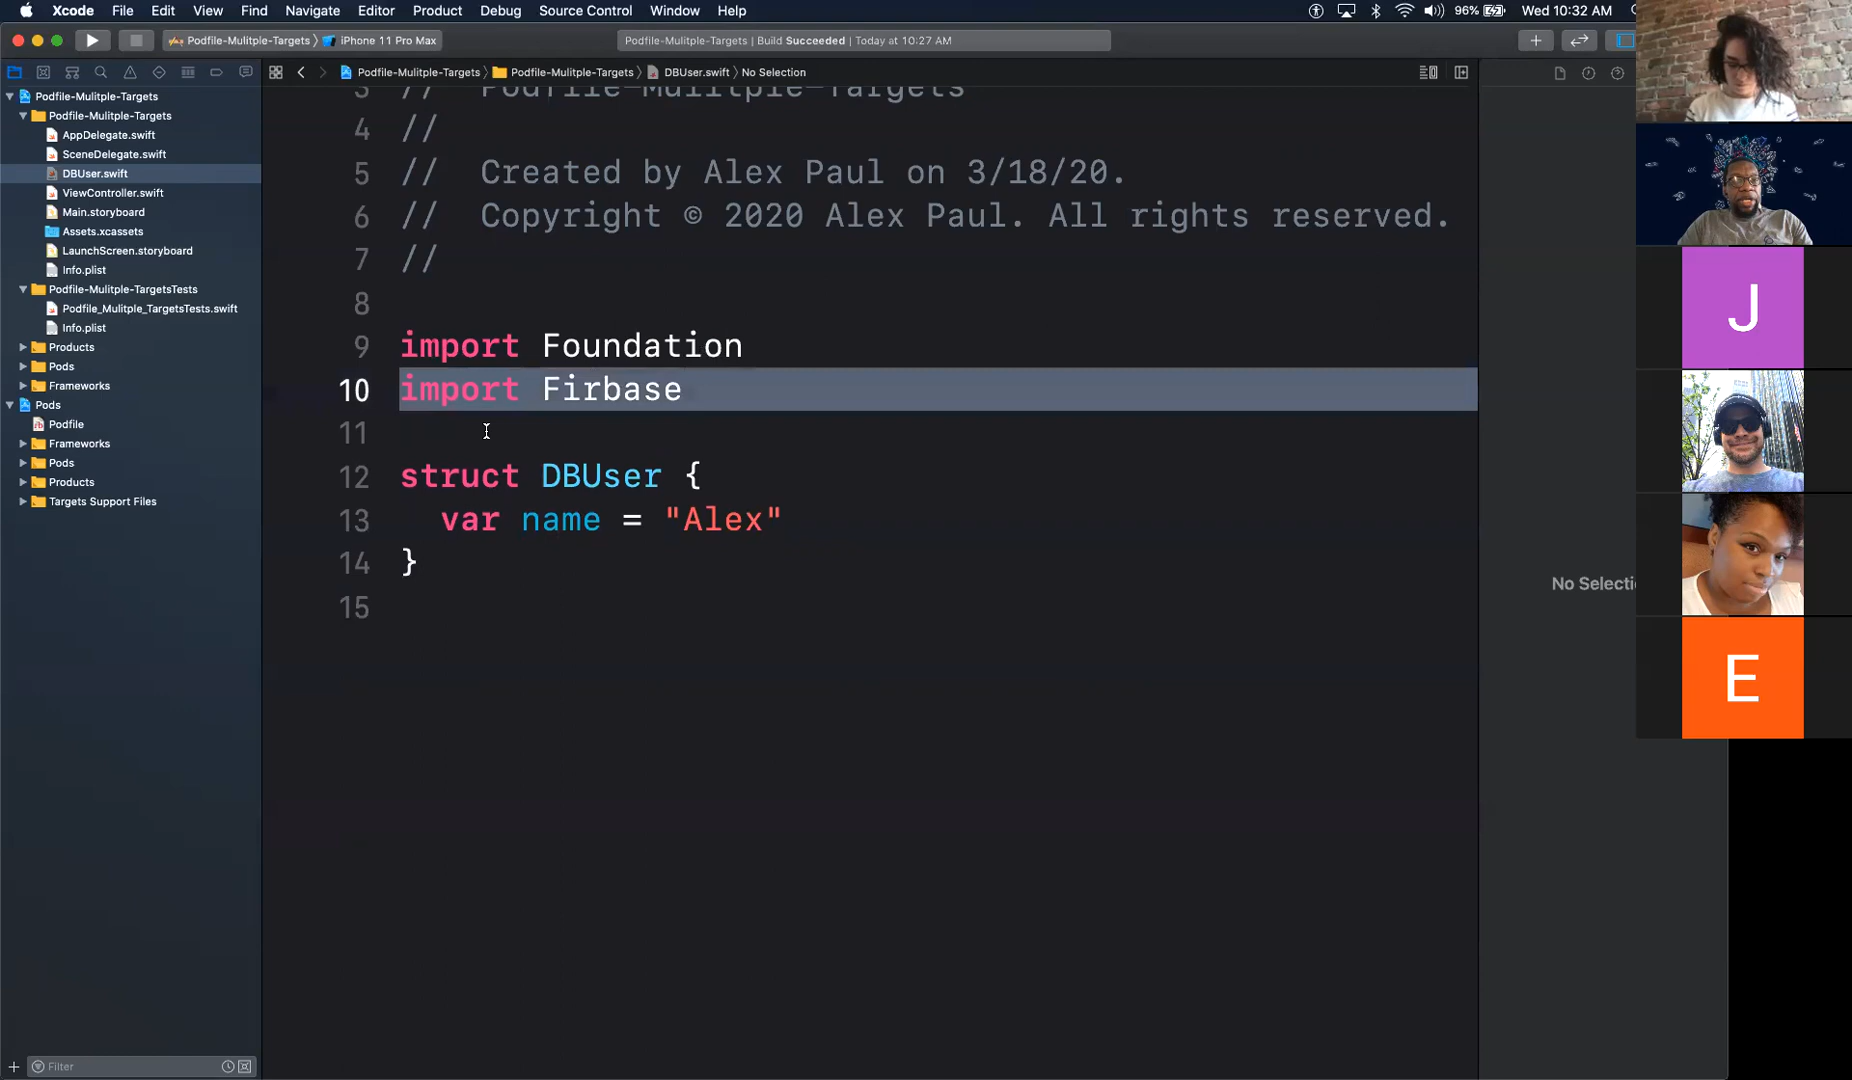 Xcode File Edit View Find Navigate Editor Product Debug Source Control Window Help 96% Wed 10:32 AM
Podfile-Mulitple-Targets iPhone 11 Pro Max Podfile-Mulitple-Targets | Build Succeeded | Today at 10:27 AM
Podfile-Mulitple-Targets Podfile-Mulitple-Targets DBUser.swift No Selection
Podfile-Mulitple-Targets
Podfile-Mulitple-Targets
AppDelegate.swift
SceneDelegate.swift
DBUser.swift
ViewController.swift
Main.storyboard
Assets.xcassets
LaunchScreen.storyboard
Info.plist
Podfile-Mulitple-TargetsTests
Podfile_Mulitple_TargetsTests.swift
Info.plist
Products
Pods
Frameworks
Pods
Podfile
Frameworks
Pods
Products
Targets Support Files
Filter
3 // Podfile-Mulitple-Targets
4 //
5 // Created by Alex Paul on 3/18/20.
6 // Copyright © 2020 Alex Paul. All rights reserved.
7 //
8
9 import Foundation
10 import Firbase
11
12 struct DBUser {
13 var name = "Alex"
14 }
15
No Selecti
J
E